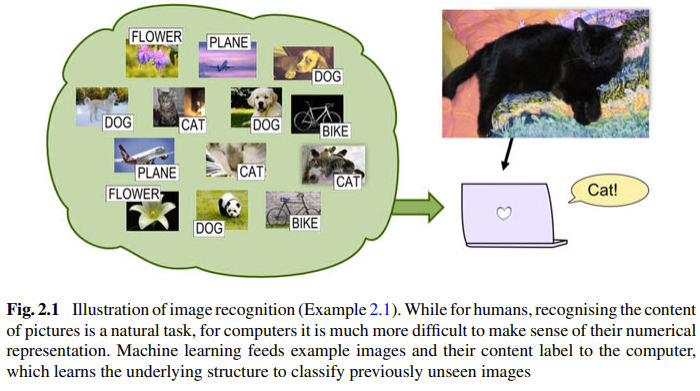 FLOWER
PLANE
DOG
DOG
CAT
DOG
BIKE
PLANE
CAT
CAT
FLOWER
DOG
BIKE
Cat!
Fig. 2.1 Illustration of image recognition (Example 2.1). While for humans, recognising the content
of pictures is a natural task, for computers it is much more difficult to make sense of their numerical
representation. Machine learning feeds example images and their content label to the computer,
which learns the underlying structure to classify previously unseen images